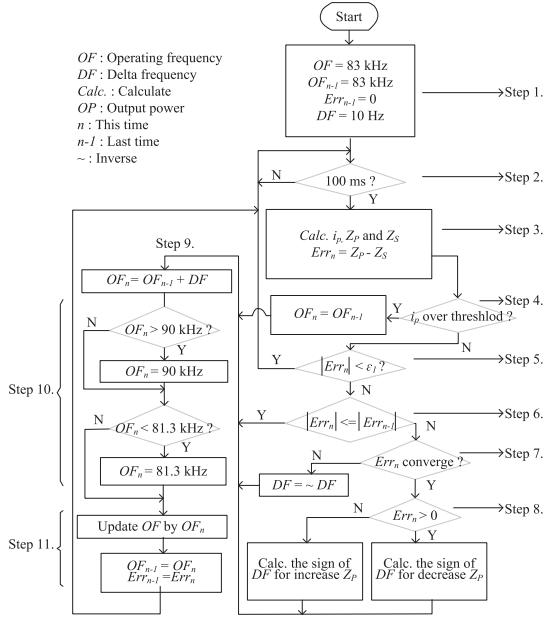 Start
OF : Operating frequency
DF : Delta frequency
Calc. : Calculate
OP : Output power
n : This time
n-1 : Last time
~ : Inverse
OF = 83 kHz
OFn-1 = 83 kHz
Errn-1 = 0
DF = 10 Hz
Step 1.
100 ms ?
N
Y
Step 2.
Calc. ip, ZP and ZS
Errn = ZP - ZS
Step 3.
Step 9.
OFn = OFn-1 + DF
OFn = OFn-1
Y
ip over threshlod ?
N
Step 4.
OFn > 90 kHz ?
N
Y
OFn = 90 kHz
|Errn| < ε1 ?
Y
N
Step 5.
Step 10.
OFn < 81.3 kHz ?
N
Y
OFn = 81.3 kHz
|Errn| <= |Errn-1|
Y
N
Step 6.
Errn converge ?
N
Y
Step 7.
DF = ~ DF
Errn > 0
N
Y
Step 8.
Step 11.
Update OF by OFn
OFn-1 = OFn
Errn-1 =Errn
Calc. the sign of
DF for increase ZP
Calc. the sign of
DF for decrease ZP